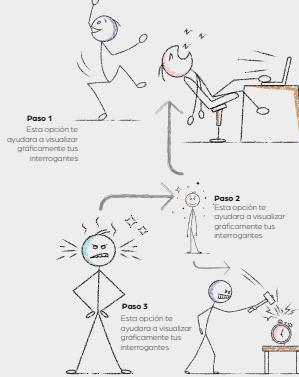 Paso 1
Esta opción te
ayudara a visualizar
gráficamente tus
interrogantes
Paso 2
Esta opción te
ayudara a visualizar
gráficamente tus
interrogantes
Paso 3
Esta opción te
ayudara a visualizar
gráficamente tus
interrogantes